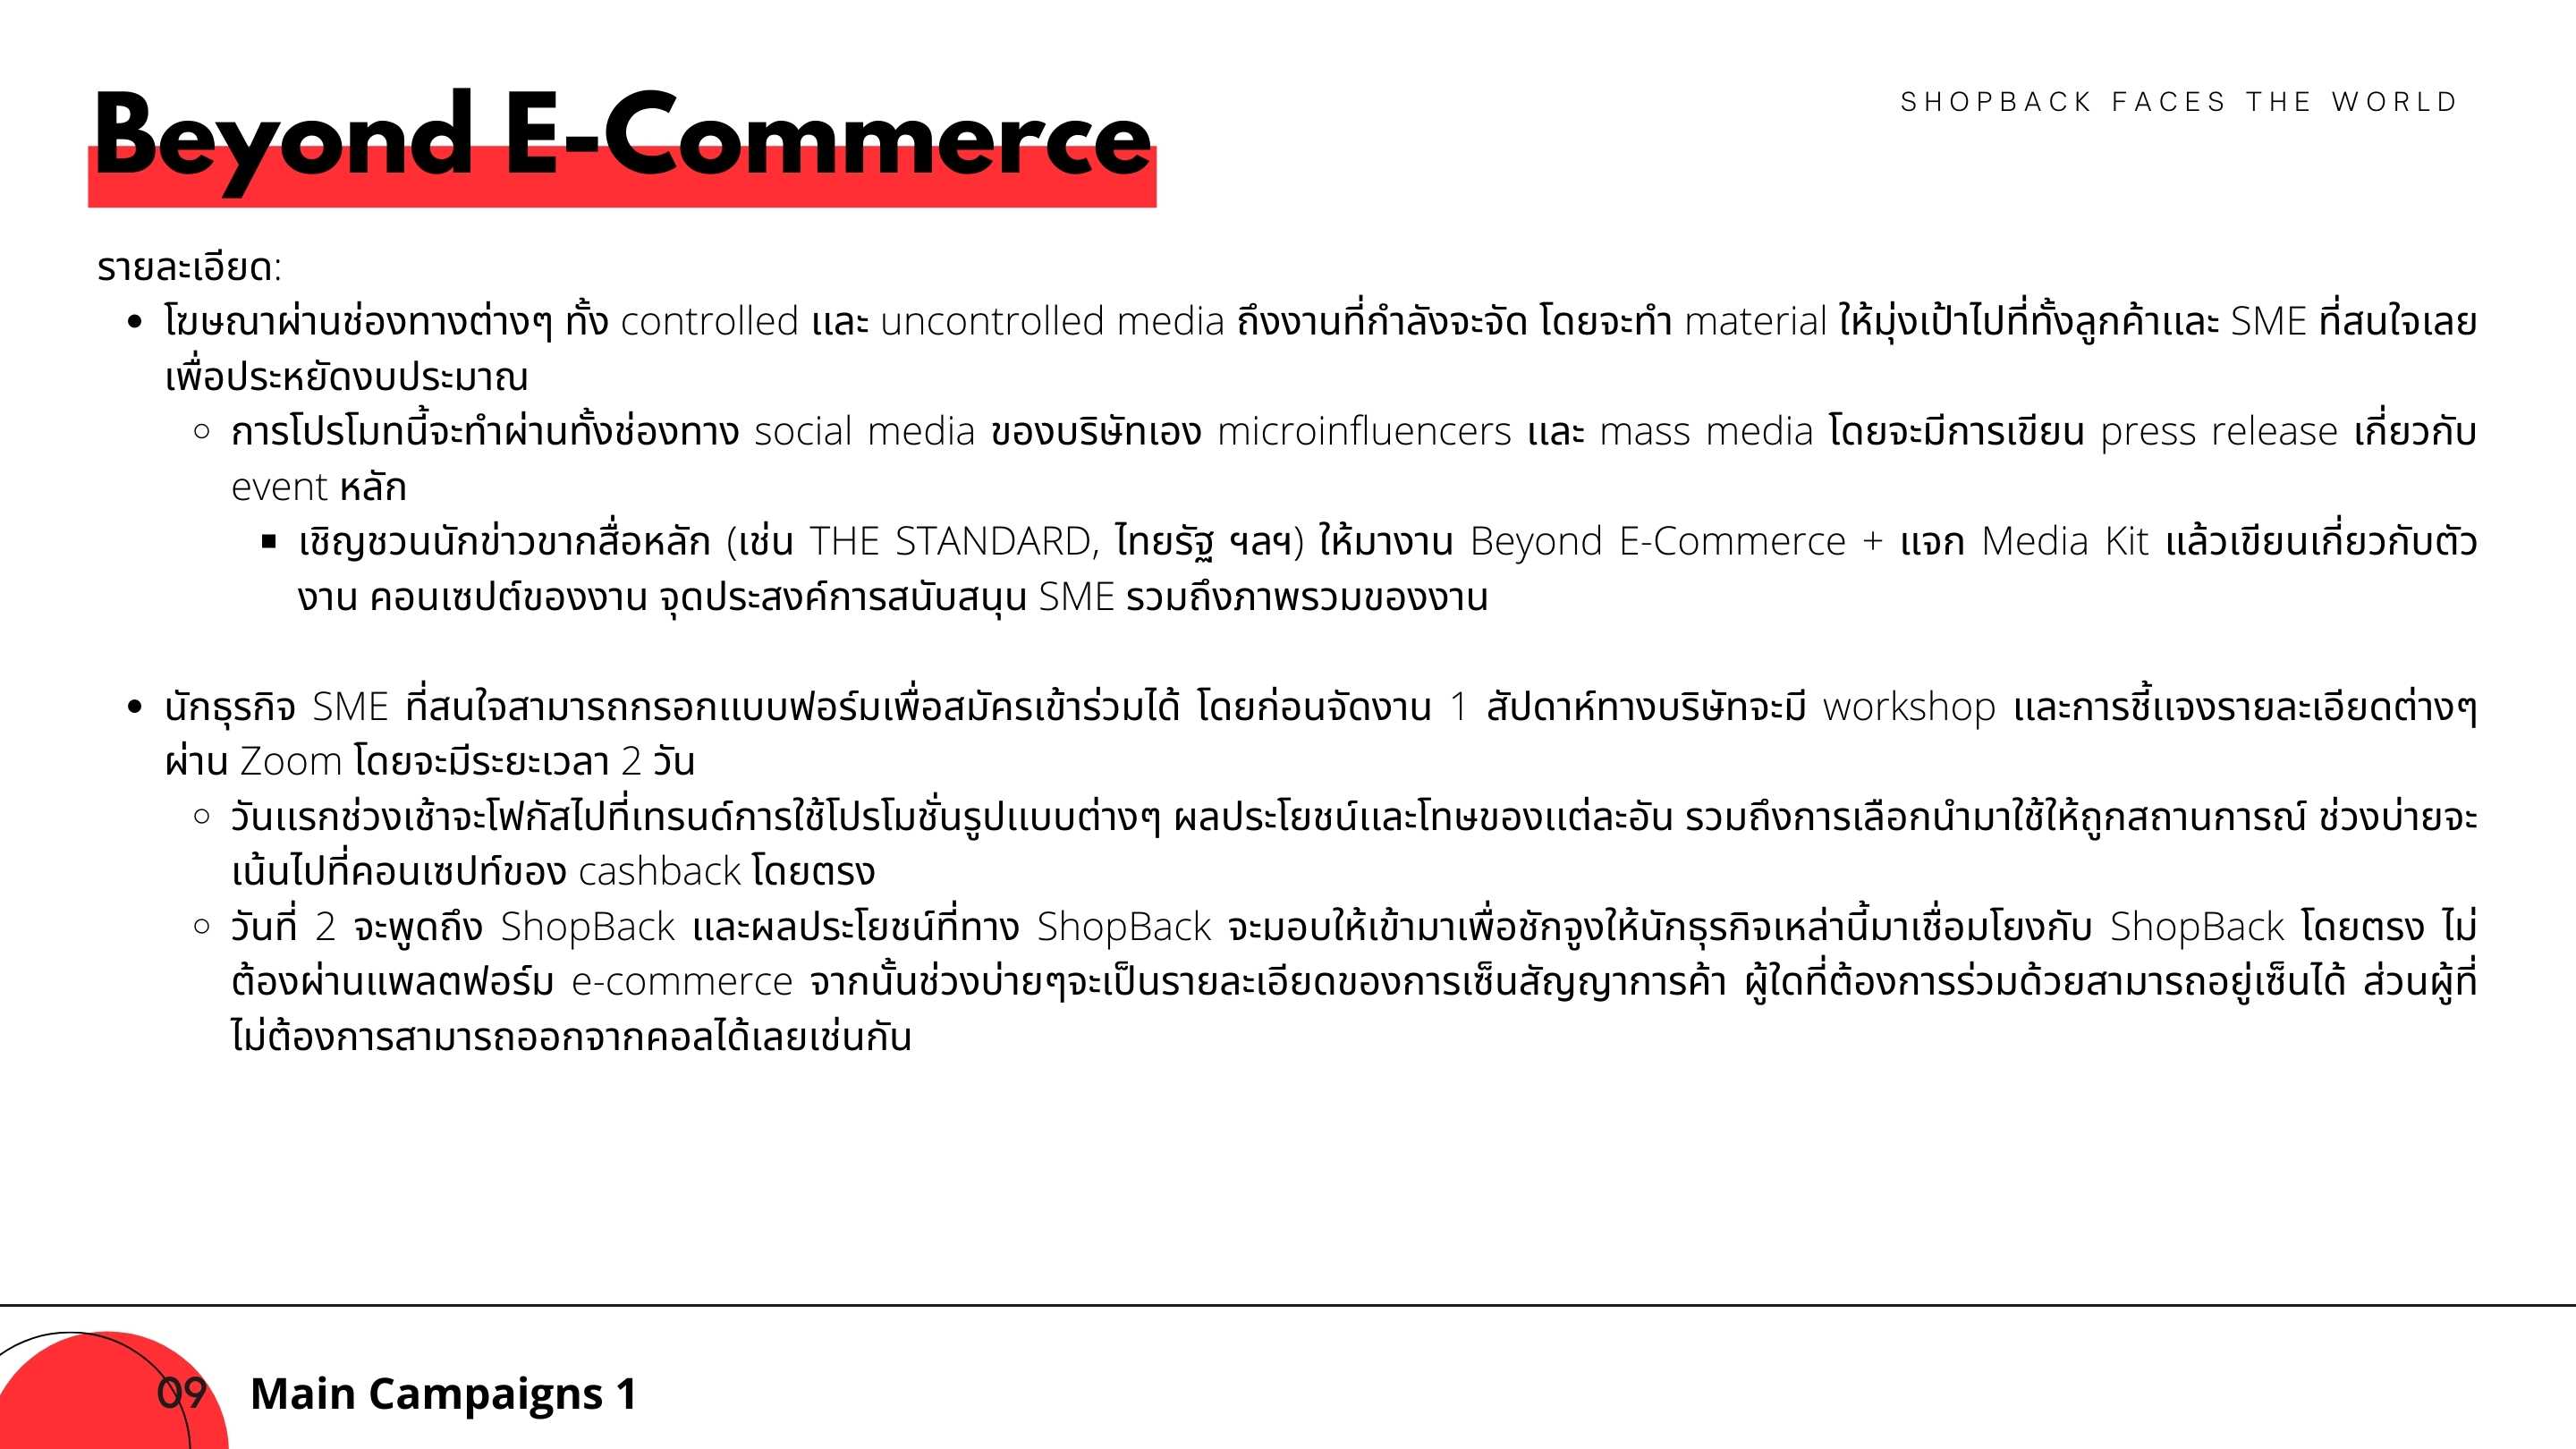 Beyond E-Commerce
SHOPBACK FACES THE WORLD
รายละเอียด:
• โฆษณาผ่านช่องทางต่างๆ ทั้ง controlled และ uncontrolled media ถึงงานที่กำลังจะจัด โดยจะทำ material ให้มุ่งเป้าไปที่ทั้งลูกค้าและ SME ที่สนใจเลย
เพื่อประหยัดงบประมาณ
○ การโปรโมทนี้จะทำผ่านทั้งช่องทาง social media ของบริษัทเอง microinfluencers และ mass media โดยจะมีการเขียน press release เกี่ยวกับ
event หลัก
▪ เชิญชวนนักข่าวขากสื่อหลัก (เช่น THE STANDARD, ไทยรัฐ ฯลฯ) ให้มางาน Beyond E-Commerce + แจก Media Kit แล้วเขียนเกี่ยวกับตัว
งาน คอนเซปต์ของงาน จุดประสงค์การสนับสนุน SME รวมถึงภาพรวมของงาน
• นักธุรกิจ SME ที่สนใจสามารถกรอกแบบฟอร์มเพื่อสมัครเข้าร่วมได้ โดยก่อนจัดงาน 1 สัปดาห์ทางบริษัทจะมี workshop และการชี้แจงรายละเอียดต่างๆ
ผ่าน Zoom โดยจะมีระยะเวลา 2 วัน
○ วันแรกช่วงเช้าจะโฟกัสไปที่เทรนด์การใช้โปรโมชั่นรูปแบบต่างๆ ผลประโยชน์และโทษของแต่ละอัน รวมถึงการเลือกนำมาใช้ให้ถูกสถานการณ์ ช่วงบ่ายจะ
เน้นไปที่คอนเซปท์ของ cashback โดยตรง
○ วันที่ 2 จะพูดถึง ShopBack และผลประโยชน์ที่ทาง ShopBack จะมอบให้เข้ามาเพื่อชักจูงให้นักธุรกิจเหล่านี้มาเชื่อมโยงกับ ShopBack โดยตรง ไม่
ต้องผ่านแพลตฟอร์ม e-commerce จากนั้นช่วงบ่ายๆจะเป็นรายละเอียดของการเซ็นสัญญาการค้า ผู้ใดที่ต้องการร่วมด้วยสามารถอยู่เซ็นได้ ส่วนผู้ที่
ไม่ต้องการสามารถออกจากคอลได้เลยเช่นกัน
09 Main Campaigns 1